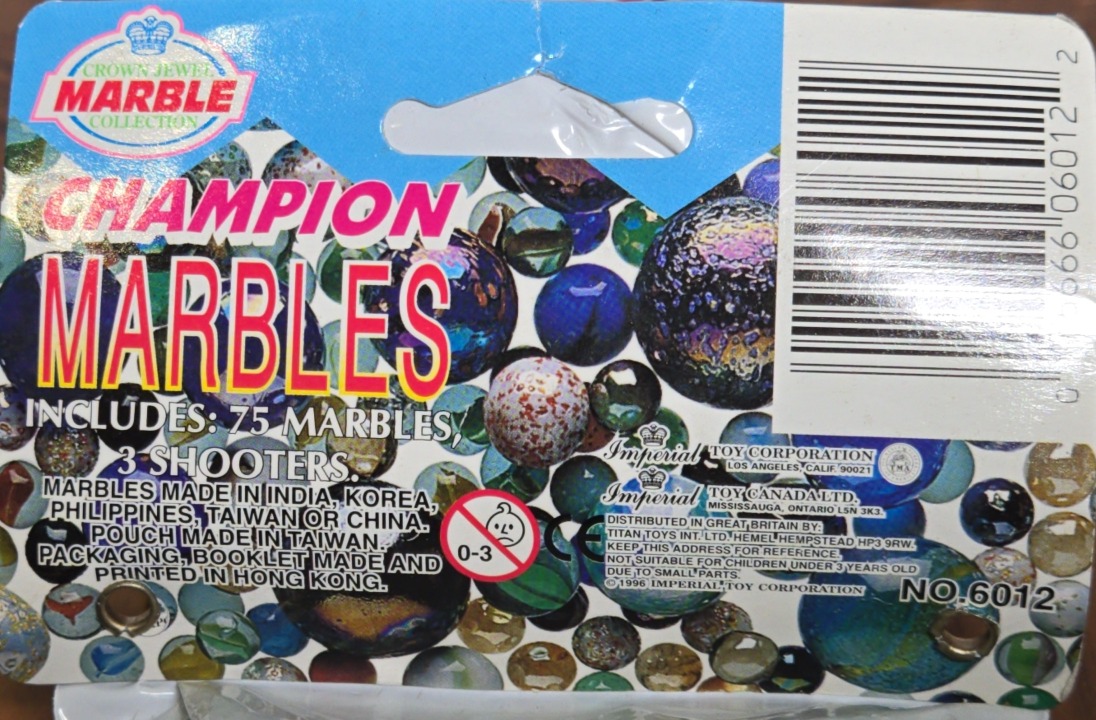 CROWN JEWEL
MARBLE
COLLECTION
CHAMPION
MARBLES
INCLUDES: 75 MARBLES,
3 SHOOTERS.
MARBLES MADE IN INDIA, KOREA,
PHILIPPINES, TAIWAN OR CHINA.
POUCH MADE IN TAIWAN.
PACKAGING, BOOKLET MADE AND
PRINTED IN HONG KONG.
0-3
CE
Imperial TOY CORPORATION
LOS ANGELES, CALIF. 90021
Imperial TOY CANADA LTD.
MISSISSAUGA, ONTARIO L5N 3K3.
DISTRIBUTED IN GREAT BRITAIN BY:
TITAN TOYS INT. LTD. HEMEL HEMPSTEAD HP3 9RW.
KEEP THIS ADDRESS FOR REFERENCE.
NOT SUITABLE FOR CHILDREN UNDER 3 YEARS OLD
DUE TO SMALL PARTS.
© 1996 IMPERIAL TOY CORPORATION
NO.6012
0 06012 2